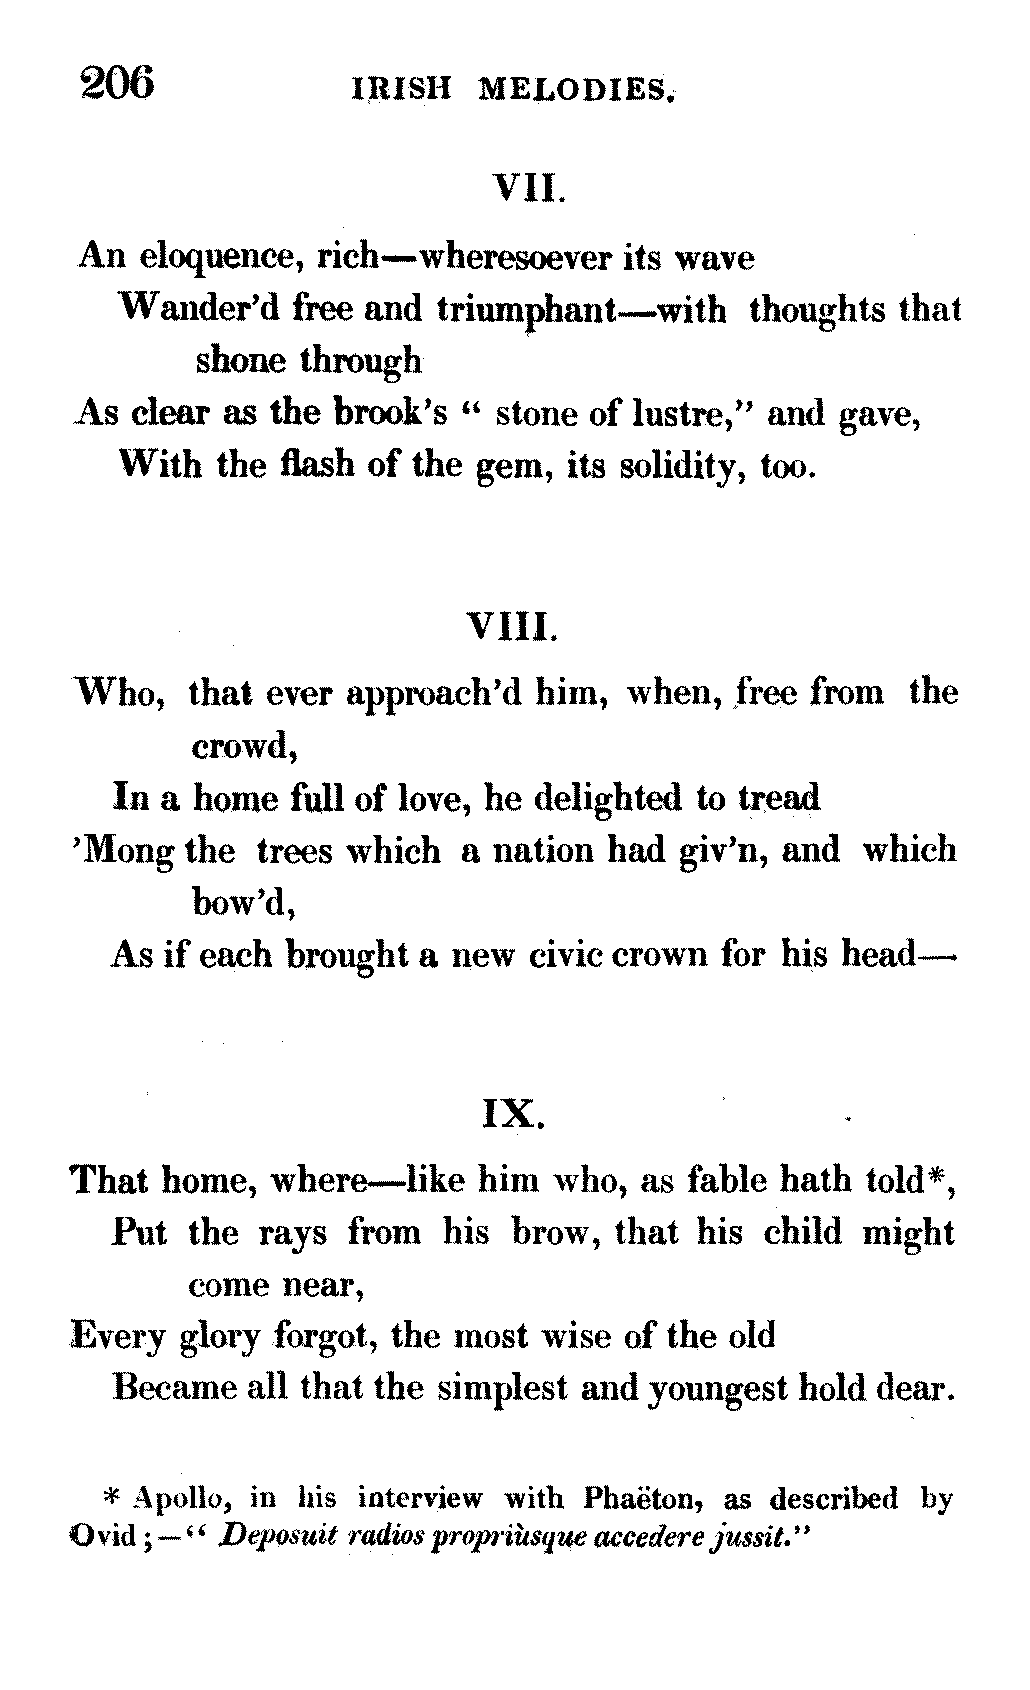 206 IRISH MELODIES.
VII.
An eloquence, rich—wheresoever its wave
Wander'd free and triumphant—with thoughts that
shone through
As clear as the brook's " stone of lustre," and gave,
With the flash of the gem, its solidity, too.
VIII.
Who, that ever approach'd him, when, free from the
crowd,
In a home full of love, he delighted to tread
'Mong the trees which a nation had giv'n, and which
bow'd,
As if each brought a new civic crown for his head—
IX.
That home, where—like him who, as fable hath told*,
Put the rays from his brow, that his child might
come near,
Every glory forgot, the most wise of the old
Became all that the simplest and youngest hold dear.
* Apollo, in his interview with Phaëton, as described by
Ovid ;—" Deposuit radios propriùsque accedere jussit."